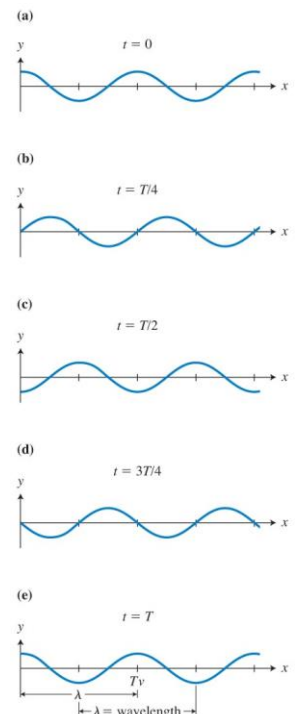 (a)
y
t = 0
x
(b)
y
t = T/4
x
(c)
y
t = T/2
x
(d)
y
t = 3T/4
x
(e)
y
t = T
x
Tv
λ
λ = wavelength